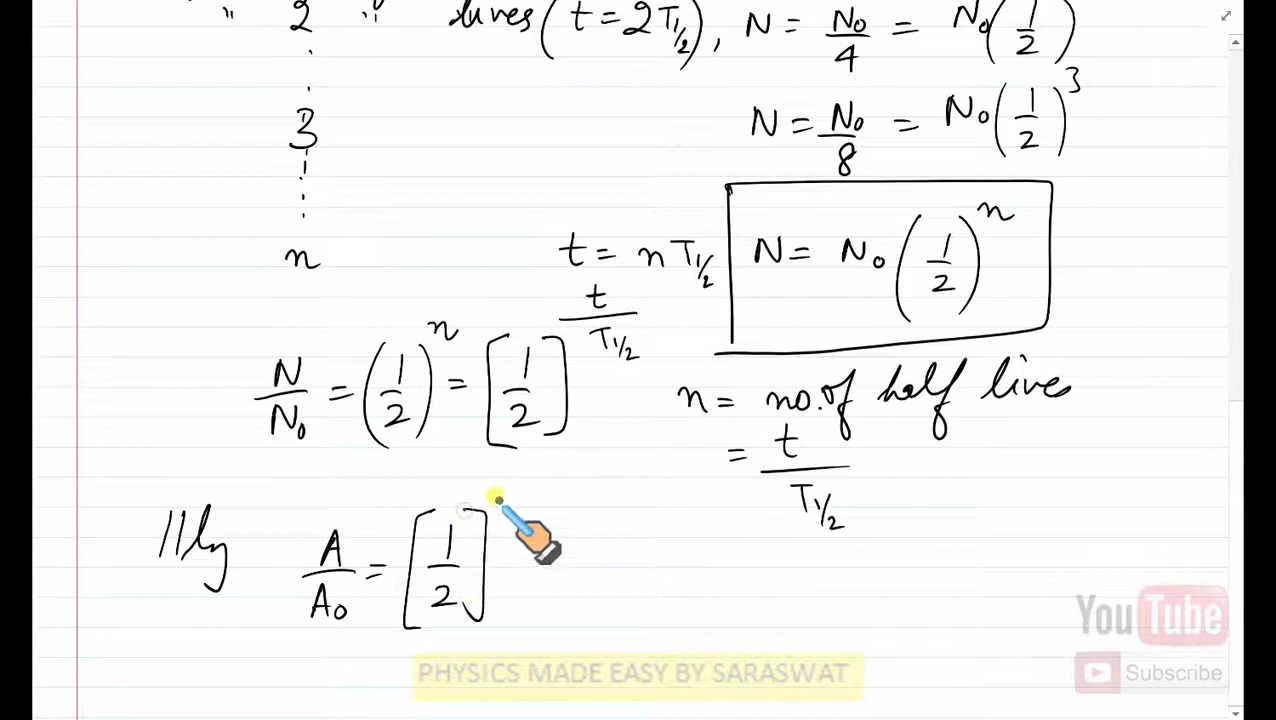 " 2 " lives (t = 2T1/2), N = N0/4 = N0(1/2)
3 N = N0/8 = N0(1/2)^3
n t = nT1/2 N = N0(1/2)^n
N/N0 = (1/2)^n = [1/2]^(t/T1/2) n = no. of half lives
= t/T1/2
||ly A/A0 = [1/2]
YouTube
PHYSICS MADE EASY BY SARASWAT
Subscribe